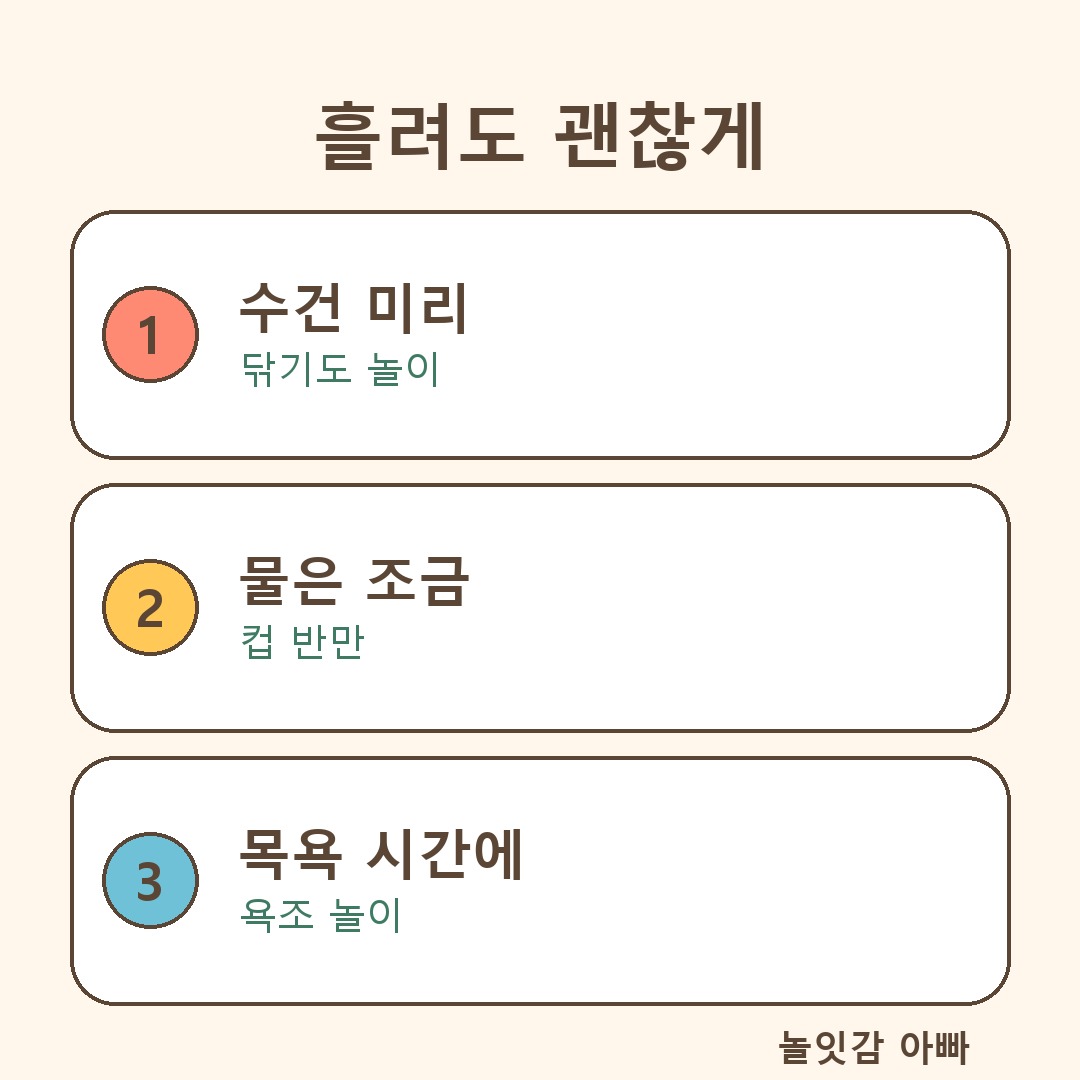 흘려도 괜찮게
1
수건 미리
닦기도 놀이
2
물은 조금
컵 반만
3
목욕 시간에
욕조 놀이
놀잇감 아빠